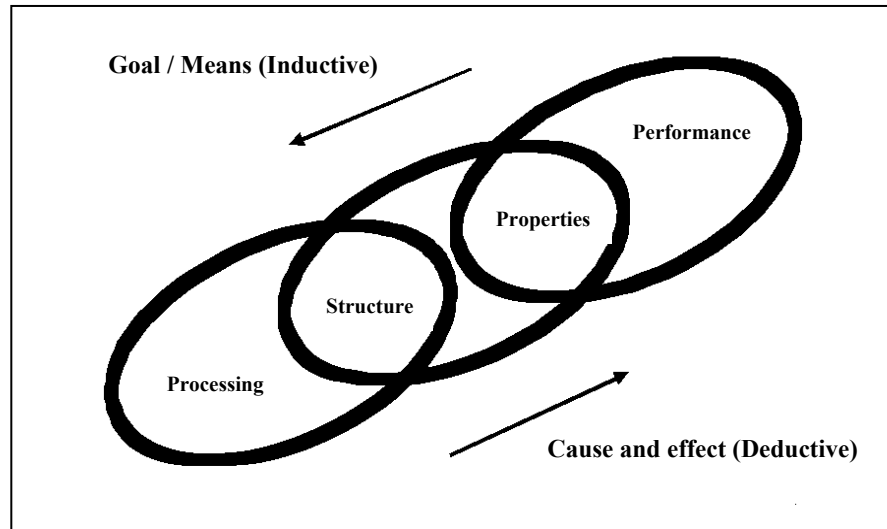 Goal / Means (Inductive)
Performance
Properties
Structure
Processing
Cause and effect (Deductive)